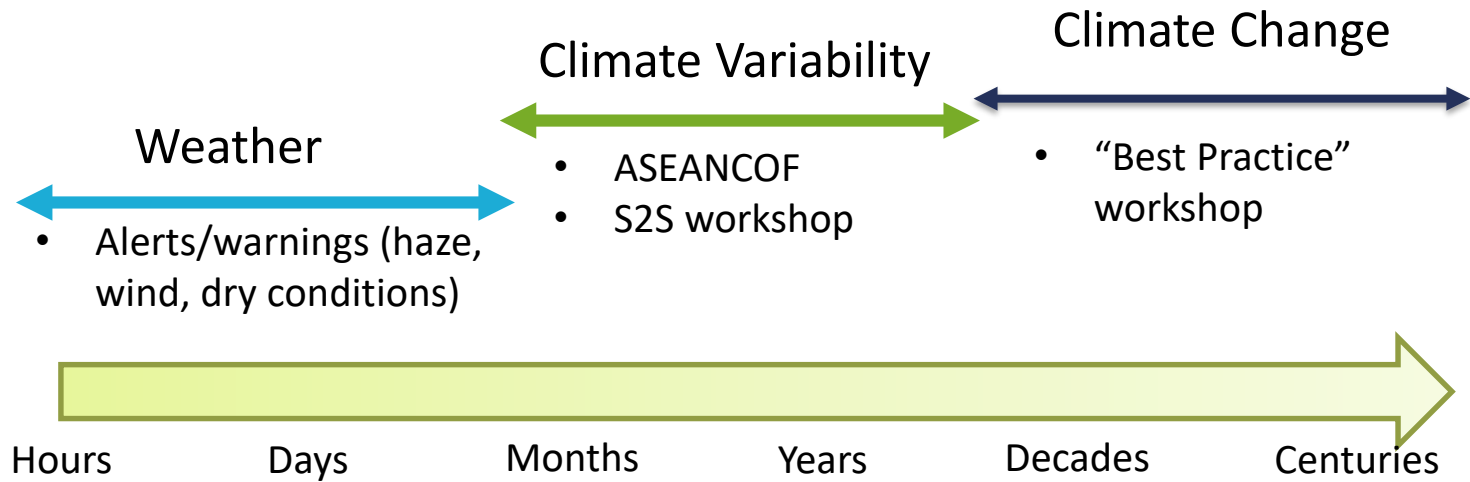 Weather
• Alerts/warnings (haze,
wind, dry conditions)
Climate Variability
• ASEANCOF
• S2S workshop
Climate Change
• “Best Practice”
workshop
Hours Days Months Years Decades Centuries